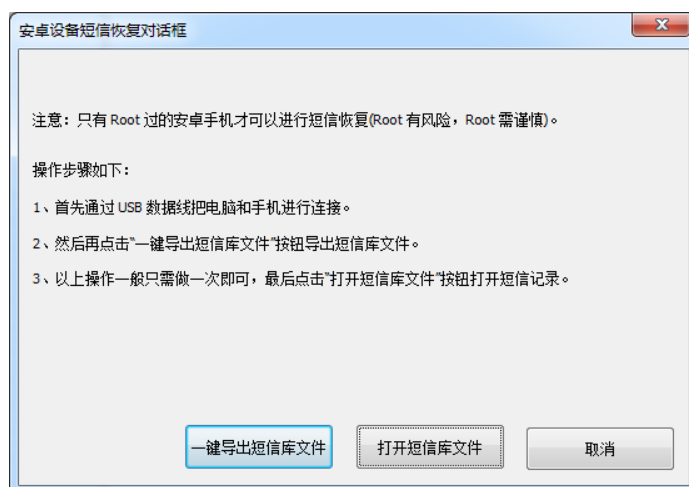 安卓设备短信恢复对话框
注意：只有 Root 过的安卓手机才可以进行短信恢复(Root 有风险，Root 需谨慎)。
操作步骤如下：
1、首先通过 USB 数据线把电脑和手机进行连接。
2、然后再点击"一键导出短信库文件"按钮导出短信库文件。
3、以上操作一般只需做一次即可，最后点击"打开短信库文件"按钮打开短信记录。
一键导出短信库文件
打开短信库文件
取消